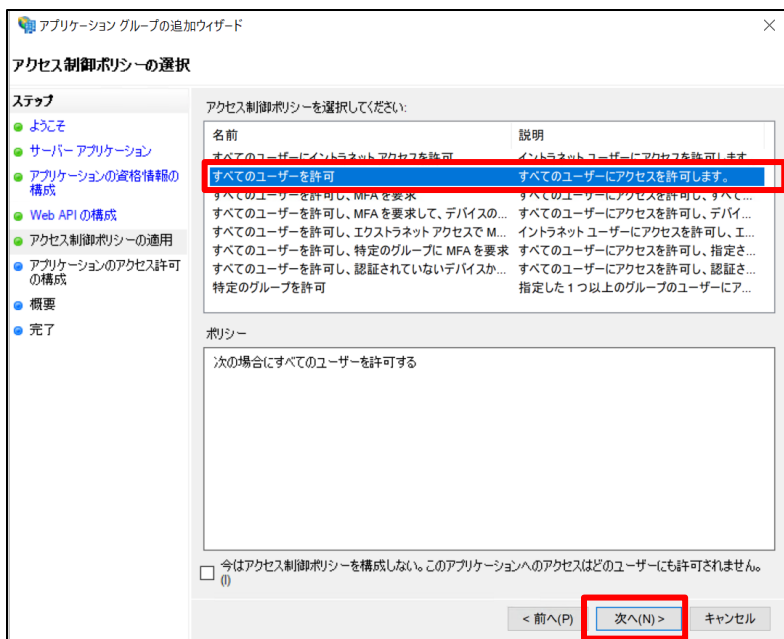 アプリケーション グループの追加ウィザード
アクセス制御ポリシーの選択
ステップ
ようこそ
サーバー アプリケーション
アプリケーションの資格情報の
構成
Web API の構成
アクセス制御ポリシーの適用
アプリケーションのアクセス許可
の構成
概要
完了
アクセス制御ポリシーを選択してください:
名前 説明
すべてのユーザーにイントラネット アクセスを許可 イントラネット ユーザーにアクセスを許可します
すべてのユーザーを許可 すべてのユーザーにアクセスを許可します。
すべてのユーザーを許可し、MFA を要求 すべてのユーザーにアクセスを許可し、すべて...
すべてのユーザーを許可し、MFA を要求して、デバイスの... すべてのユーザーにアクセスを許可し、デバイ...
すべてのユーザーを許可し、エクストラネット アクセスで M... イントラネット ユーザーにアクセスを許可し、エ...
すべてのユーザーを許可し、特定のグループに MFA を要求 すべてのユーザーにアクセスを許可し、指定さ...
すべてのユーザーを許可し、認証されていないデバイスか... すべてのユーザーにアクセスを許可し、認証さ...
特定のグループを許可 指定した 1 つ以上のグループのユーザーにア...
ポリシー
次の場合にすべてのユーザーを許可する
今はアクセス制御ポリシーを構成しない。このアプリケーションへのアクセスはどのユーザーにも許可されません。
(I)
< 前へ(P) 次へ(N) > キャンセル